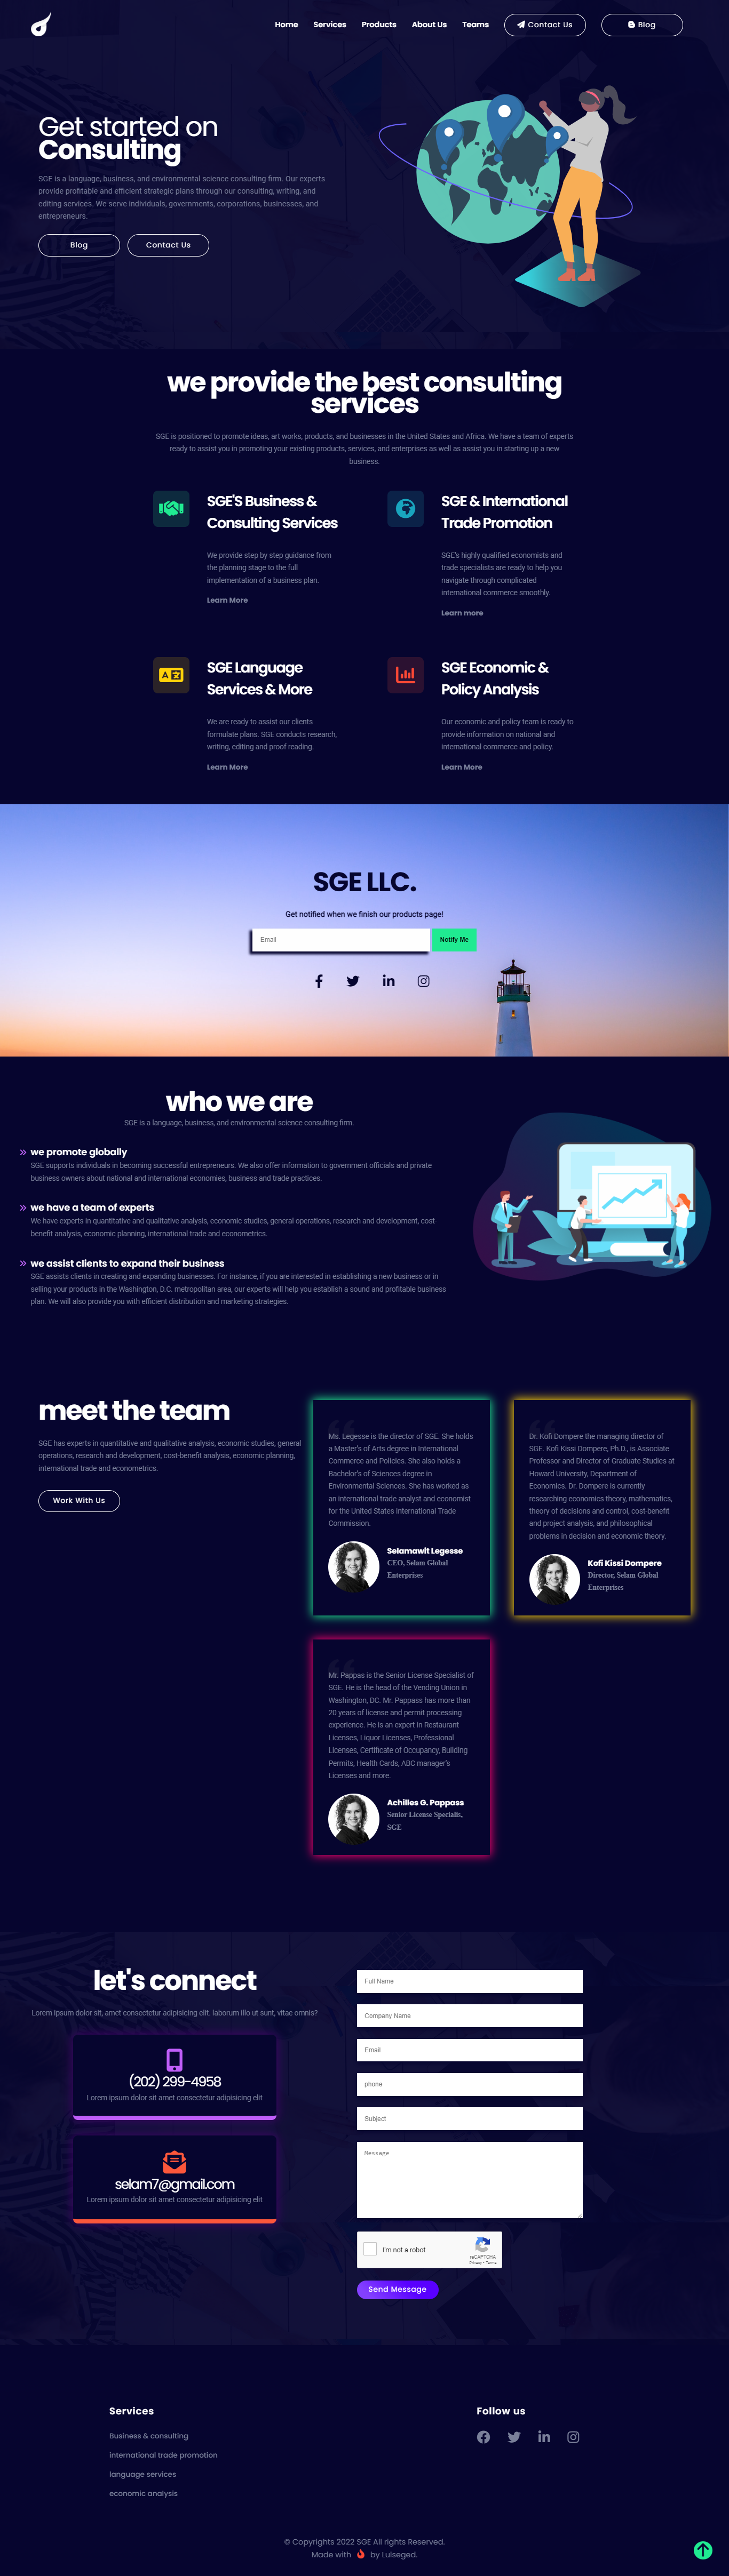 Home
Services
Products
About Us
Teams
Contact Us
Blog
Get started on
Consulting
SGE is a language, business, and environmental science consulting firm. Our experts
provide profitable and efficient strategic plans through our consulting, writing, and
editing services. We serve individuals, governments, corporations, businesses, and
entrepreneurs.
Blog
Contact Us
we provide the best consulting
services
SGE is positioned to promote ideas, art works, products, and businesses in the United States and Africa. We have a team of experts
ready to assist you in promoting your existing products, services, and enterprises as well as assist you in starting up a new
business.
SGE'S Business &
Consulting Services
We provide step by step guidance from
the planning stage to the full
implementation of a business plan.
Learn More
SGE & International
Trade Promotion
SGE's highly qualified economists and
trade specialists are ready to help you
navigate through complicated
international commerce smoothly.
Learn more
SGE Language
Services & More
We are ready to assist our clients
formulate plans. SGE conducts research,
writing, editing and proof reading.
Learn More
SGE Economic &
Policy Analysis
Our economic and policy team is ready to
provide information on national and
international commerce and policy.
Learn More
SGE LLC.
Get notified when we finish our products page!
Email
Notify Me
who we are
SGE is a language, business, and environmental science consulting firm.
we promote globally
SGE supports individuals in becoming successful entrepreneurs. We also offer information to government officials and private
business owners about national and international economies, business and trade practices.
we have a team of experts
We have experts in quantitative and qualitative analysis, economic studies, general operations, research and development, cost-
benefit analysis, economic planning, international trade and econometrics.
we assist clients to expand their business
SGE assists clients in creating and expanding businesses. For instance, if you are interested in establishing a new business or in
selling your products in the Washington, D.C. metropolitan area, our experts will help you establish a sound and profitable business
plan. We will also provide you with efficient distribution and marketing strategies.
meet the team
SGE has experts in quantitative and qualitative analysis, economic studies, general
operations, research and development, cost-benefit analysis, economic planning,
international trade and econometrics.
Work With Us
Ms. Legesse is the director of SGE. She holds
a Master's of Arts degree in International
Commerce and Policies. She also holds a
Bachelor's of Sciences degree in
Environmental Sciences. She has worked as
an international trade analyst and economist
for the United States International Trade
Commission.
Selamawit Legesse
CEO, Selam Global
Enterprises
Dr. Kofi Dompere the managing director of
SGE. Kofi Kissi Dompere, Ph.D., is Associate
Professor and Director of Graduate Studies at
Howard University, Department of
Economics. Dr. Dompere is currently
researching economics theory, mathematics,
theory of decisions and control, cost-benefit
and project analysis, and philosophical
problems in decision and economic theory.
Kofi Kissi Dompere
Director, Selam Global
Enterprises
Mr. Pappas is the Senior License Specialist of
SGE. He is the head of the Vending Union in
Washington, DC. Mr. Pappass has more than
20 years of license and permit processing
experience. He is an expert in Restaurant
Licenses, Liquor Licenses, Professional
Licenses, Certificate of Occupancy, Building
Permits, Health Cards, ABC manager's
Licenses and more.
Achilles G. Pappass
Senior License Specialis,
SGE
let's connect
Lorem ipsum dolor sit, amet consectetur adipisicing elit. laborum illo ut sunt, vitae omnis?
(202) 299-4958
Lorem ipsum dolor sit amet consectetur adipisicing elit
selam7@gmail.com
Lorem ipsum dolor sit amet consectetur adipisicing elit
Full Name
Company Name
Email
phone
Subject
Message
I'm not a robot
reCAPTCHA
Privacy - Terms
Send Message
Services
Business & consulting
international trade promotion
language services
economic analysis
Follow us
© Copyrights 2022 SGE All rights Reserved.
Made with by Lulseged.